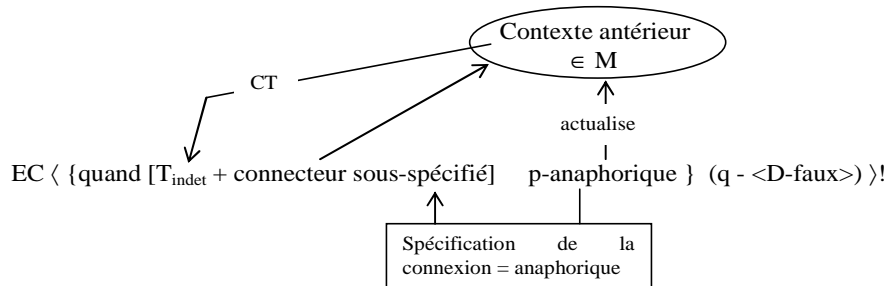 Contexte antérieur
∈ M
CT
actualise
EC ⟨ {quand [T_indet + connecteur sous-spécifié] p-anaphorique } (q - <D-faux>) ⟩!
Spécification de la
connexion = anaphorique